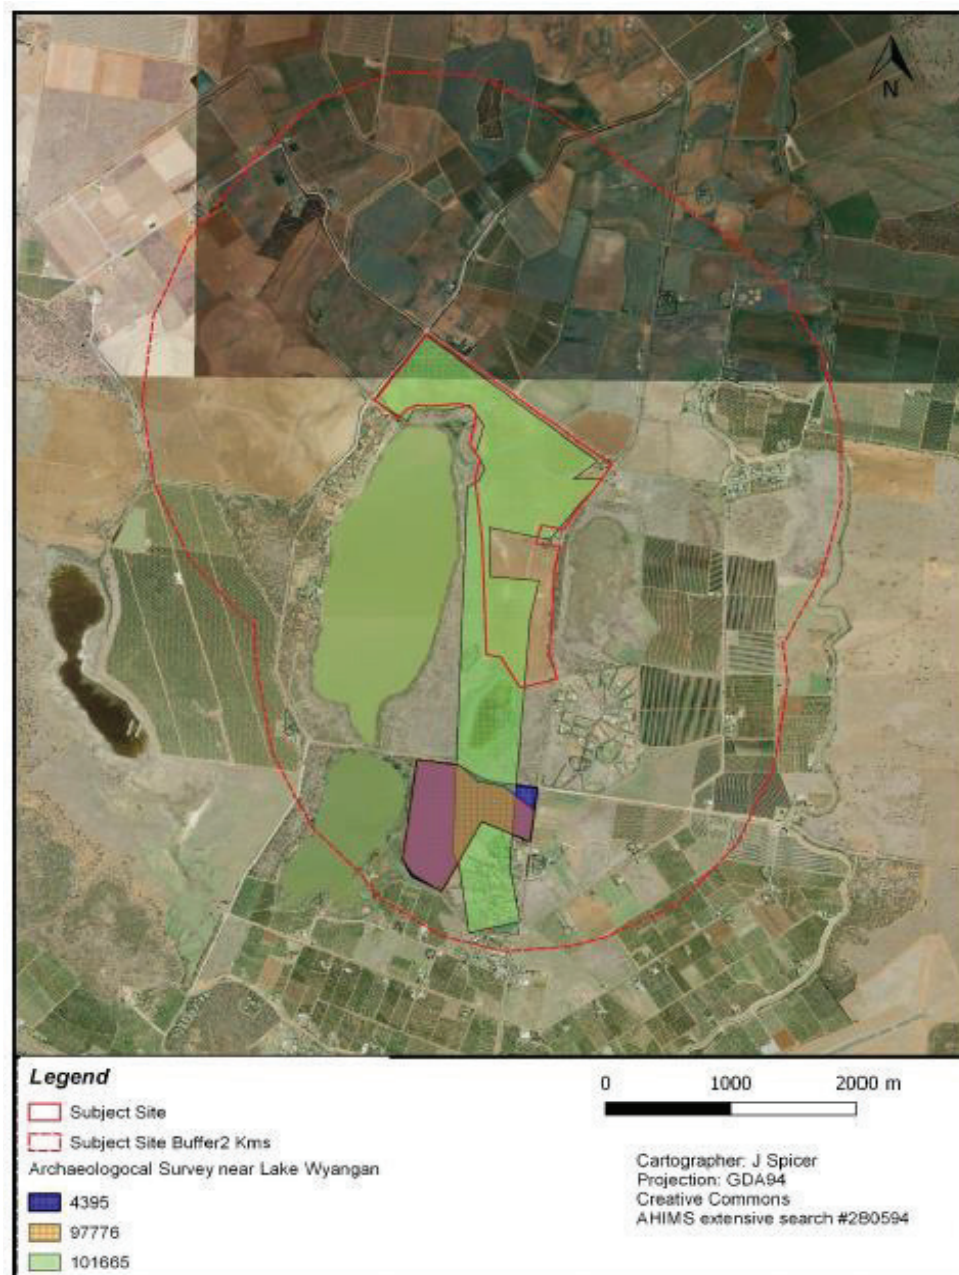 N
Legend
Subject Site
Subject Site Buffer2 Kms
Archaeologocal Survey near Lake Wyangan
4395
97776
101665
0 1000 2000 m
Cartographer: J Spicer
Projection: GDA94
Creative Commons
AHIMS extensive search #280594